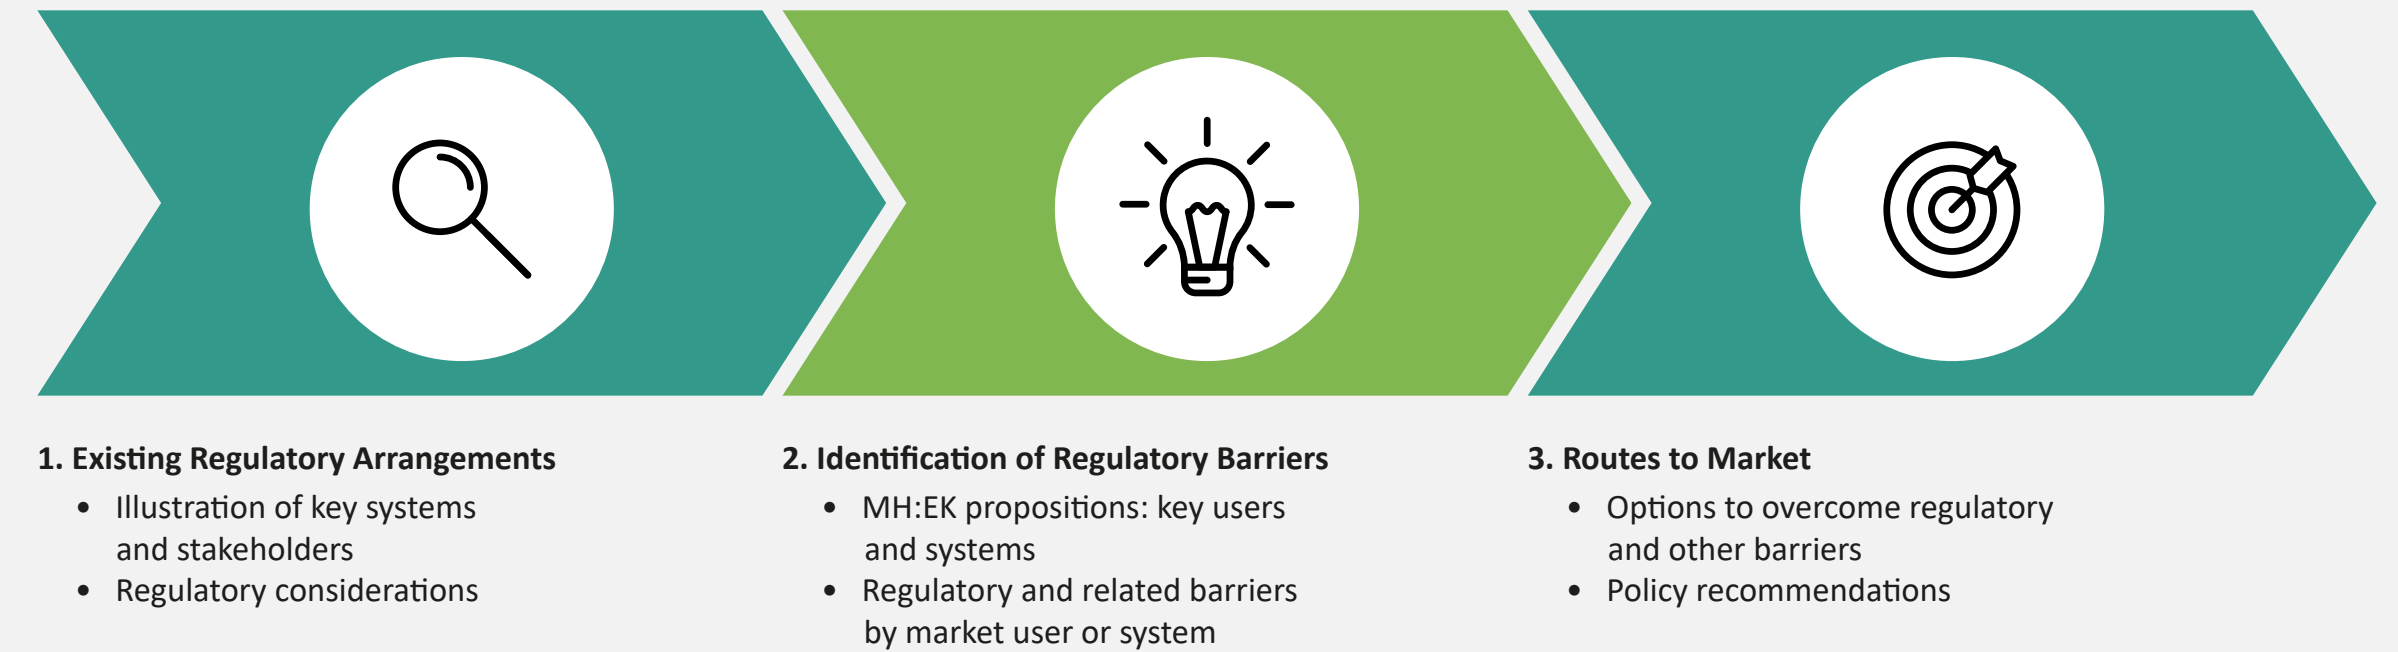 1. Existing Regulatory Arrangements
• Illustration of key systems
and stakeholders
• Regulatory considerations
2. Identification of Regulatory Barriers
• MH:EK propositions: key users
and systems
• Regulatory and related barriers
by market user or system
3. Routes to Market
• Options to overcome regulatory
and other barriers
• Policy recommendations